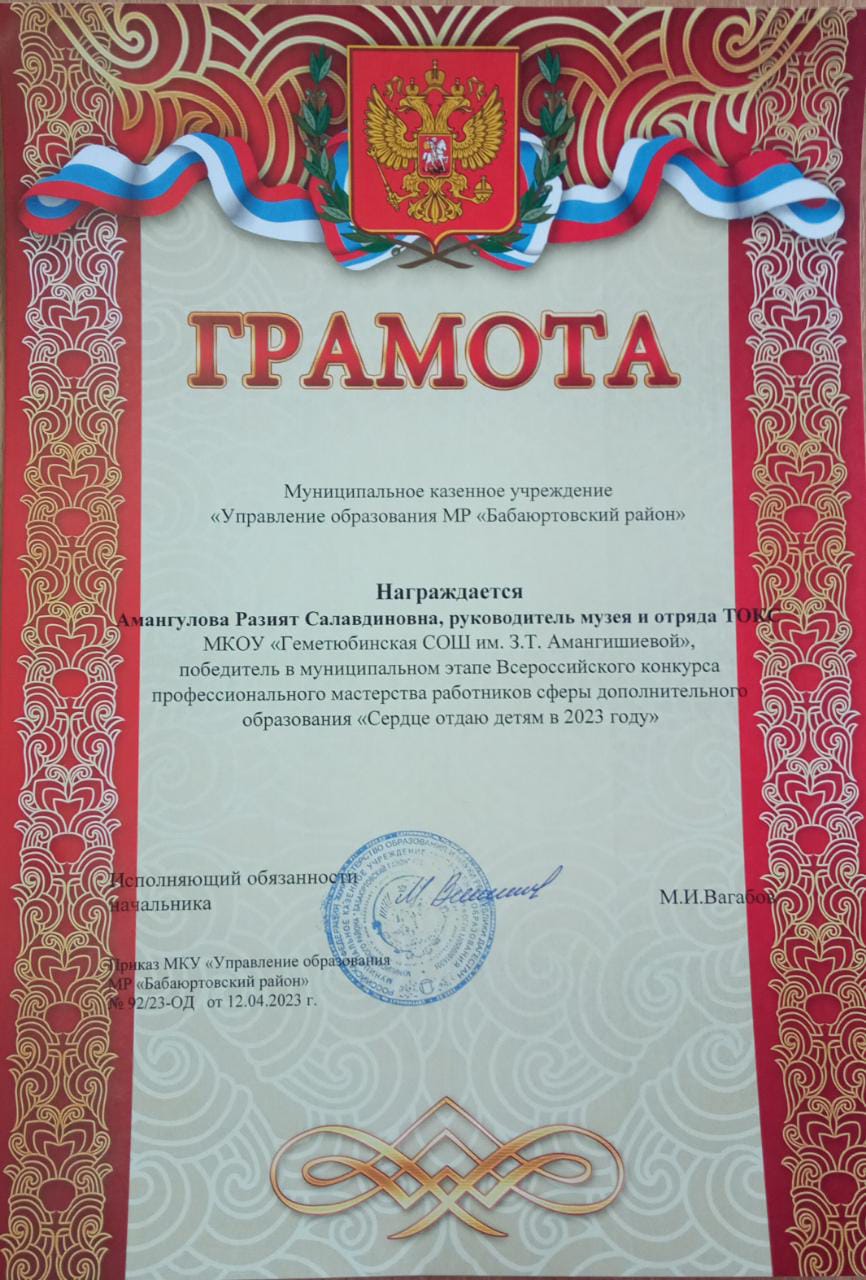 ГРАМОТА
Муниципальное казенное учреждение
«Управление образования МР «Бабаюртовский район»
Награждается
Амангулова Разият Салавдиновна, руководитель музея и отряда ТОКС
МКОУ «Геметюбинская СОШ им. З.Т. Амангишиевой»,
победитель в муниципальном этапе Всероссийского конкурса
профессионального мастерства работников сферы дополнительного
образования «Сердце отдаю детям в 2023 году»
Исполняющий обязанности
начальника
М.И.Вагабов
Приказ МКУ «Управление образования
МР «Бабаюртовский район»
№ 92/23-ОД от 12.04.2023 г.